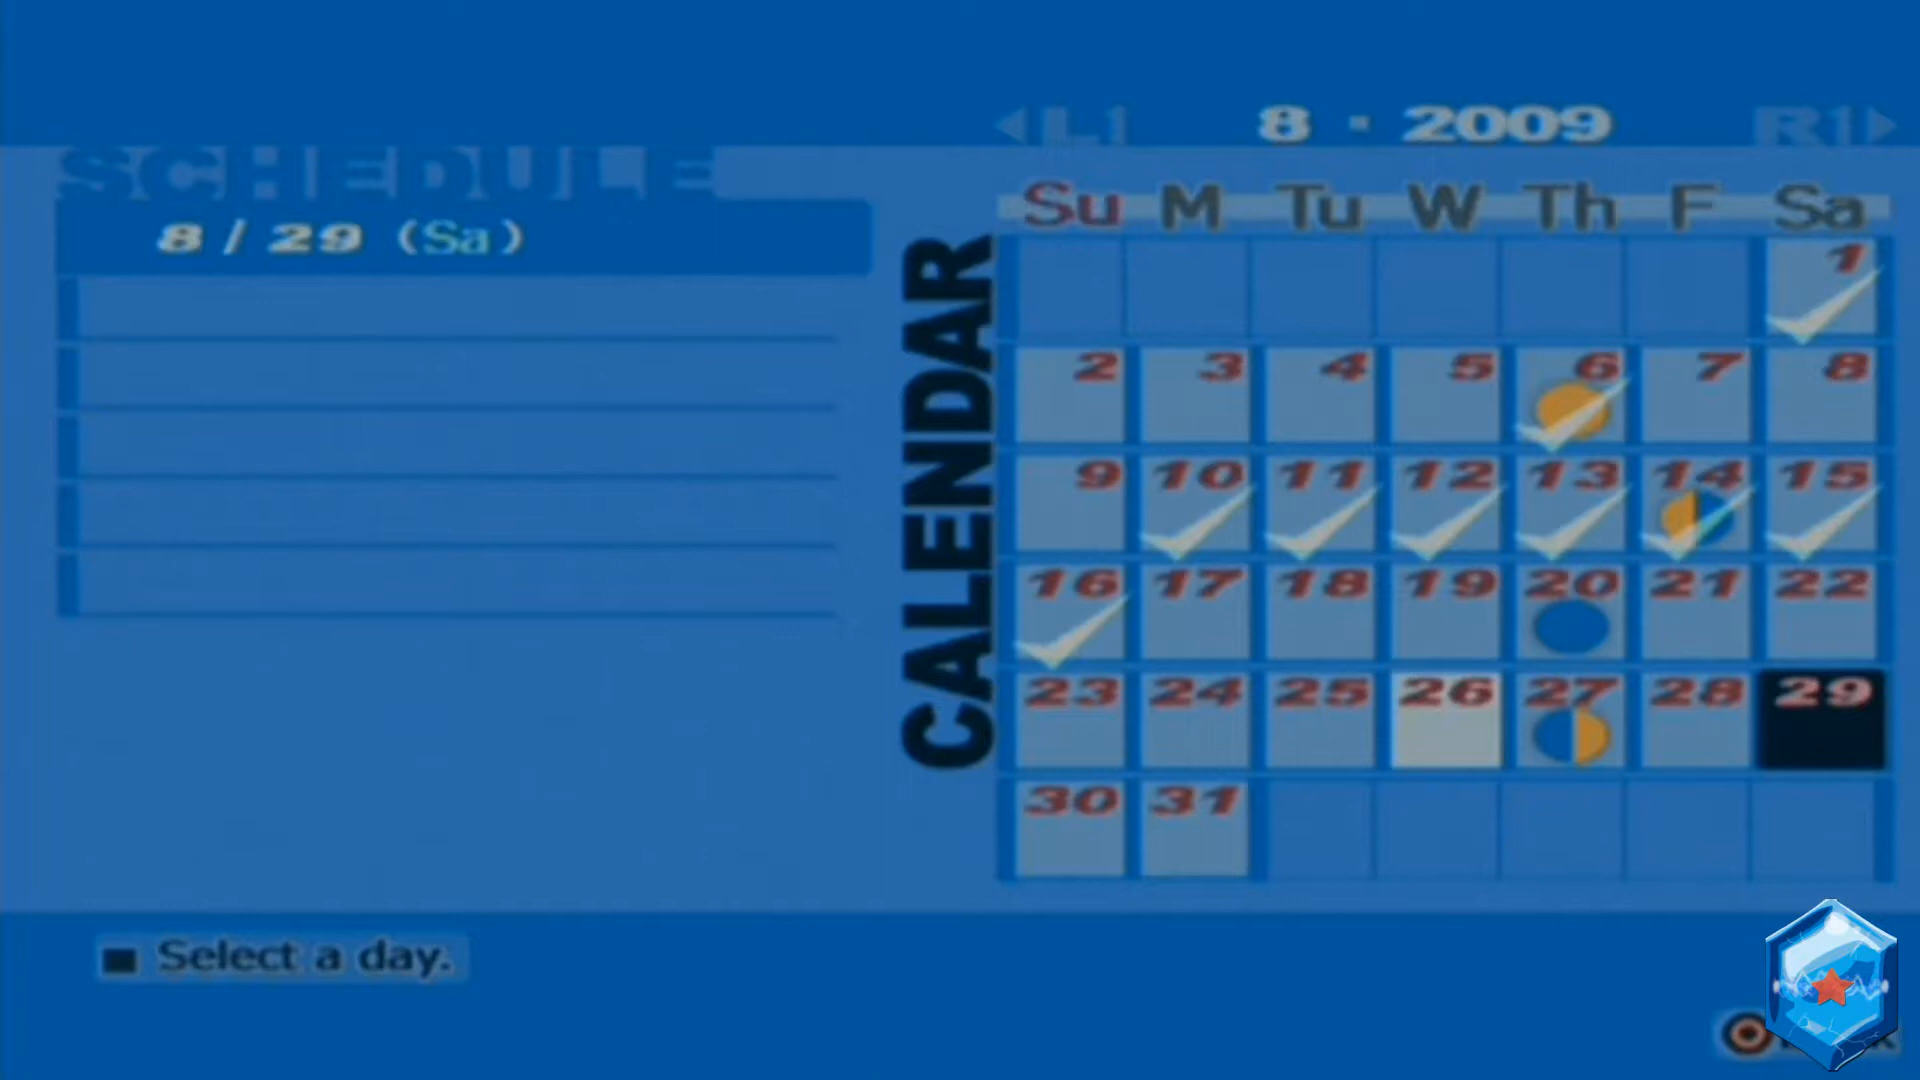 L1 8 · 2009 R1
SCHEDULE
8 / 29 (Sa)
CALENDAR
Su M Tu W Th F Sa
1
2 3 4 5 6 7 8
9 10 11 12 13 14 15
16 17 18 19 20 21 22
23 24 25 26 27 28 29
30 31
Select a day.